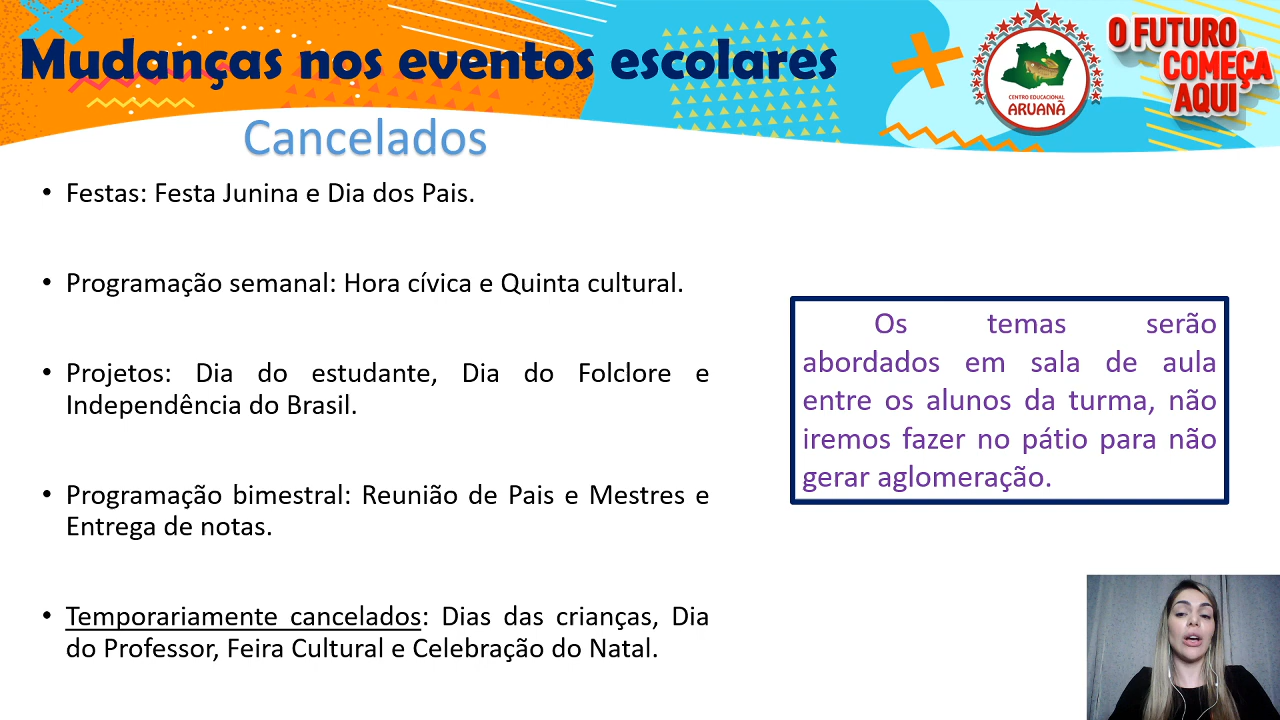 Mudanças nos eventos escolares
O FUTURO
COMEÇA
AQUI
CENTRO EDUCACIONAL
ARUANÃ
Cancelados
• Festas: Festa Junina e Dia dos Pais.
• Programação semanal: Hora cívica e Quinta cultural.
• Projetos: Dia do estudante, Dia do Folclore e
Independência do Brasil.
• Programação bimestral: Reunião de Pais e Mestres e
Entrega de notas.
• Temporariamente cancelados: Dias das crianças, Dia
do Professor, Feira Cultural e Celebração do Natal.
Os temas serão
abordados em sala de aula
entre os alunos da turma, não
iremos fazer no pátio para não
gerar aglomeração.